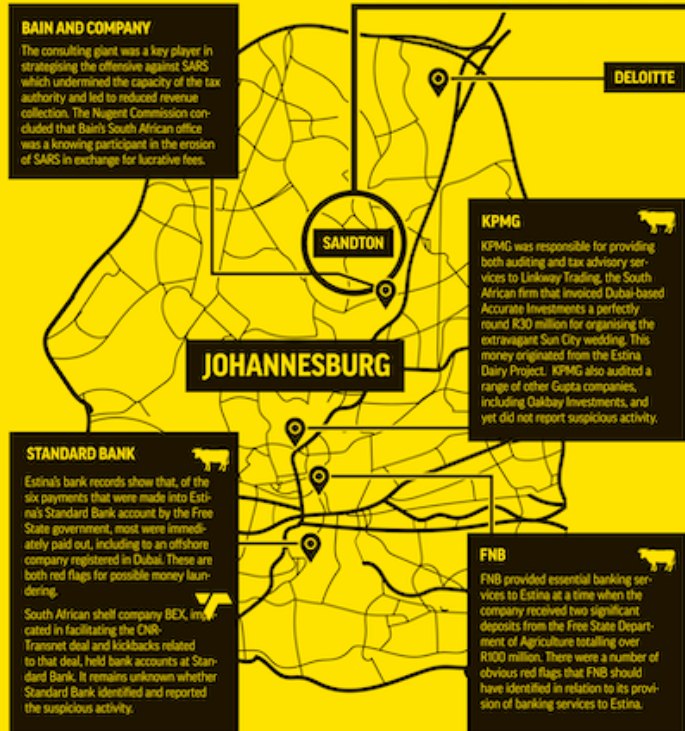 BAIN AND COMPANY
The consulting giant was a key player in
strategising the offensive against SARS
which undermined the capacity of the tax
authority and led to reduced revenue
collection. The Nugent Commission con-
cluded that Bain's South African office
was a knowing participant in the erosion
of SARS in exchange for lucrative fees.
DELOITTE
SANDTON
KPMG
KPMG was responsible for providing
both auditing and tax advisory ser-
vices to Linkway Trading, the South
African firm that invoiced Dubai-based
Accurate Investments a perfectly
round R30 million for organising the
extravagant Sun City wedding. This
money originated from the Estina
Dairy Project. KPMG also audited a
range of other Gupta companies,
including Oakbay Investments, and
yet did not report suspicious activity.
JOHANNESBURG
STANDARD BANK
Estina's bank records show that, of the
six payments that were made into Esti-
na's Standard Bank account by the Free
State government, most were immedi-
ately paid out, including to an offshore
company registered in Dubai. These are
both red flags for possible money laun-
dering.
South African shelf company BEX, impli-
cated in facilitating the CNR-
Transnet deal and kickbacks related
to that deal, held bank accounts at Stan-
dard Bank. It remains unknown whether
Standard Bank identified and reported
the suspicious activity.
FNB
FNB provided essential banking ser-
vices to Estina at a time when the
company received two significant
deposits from the Free State Depart-
ment of Agriculture totalling over
R100 million. There were a number of
obvious red flags that FNB should
have identified in relation to its provi-
sion of banking services to Estina.